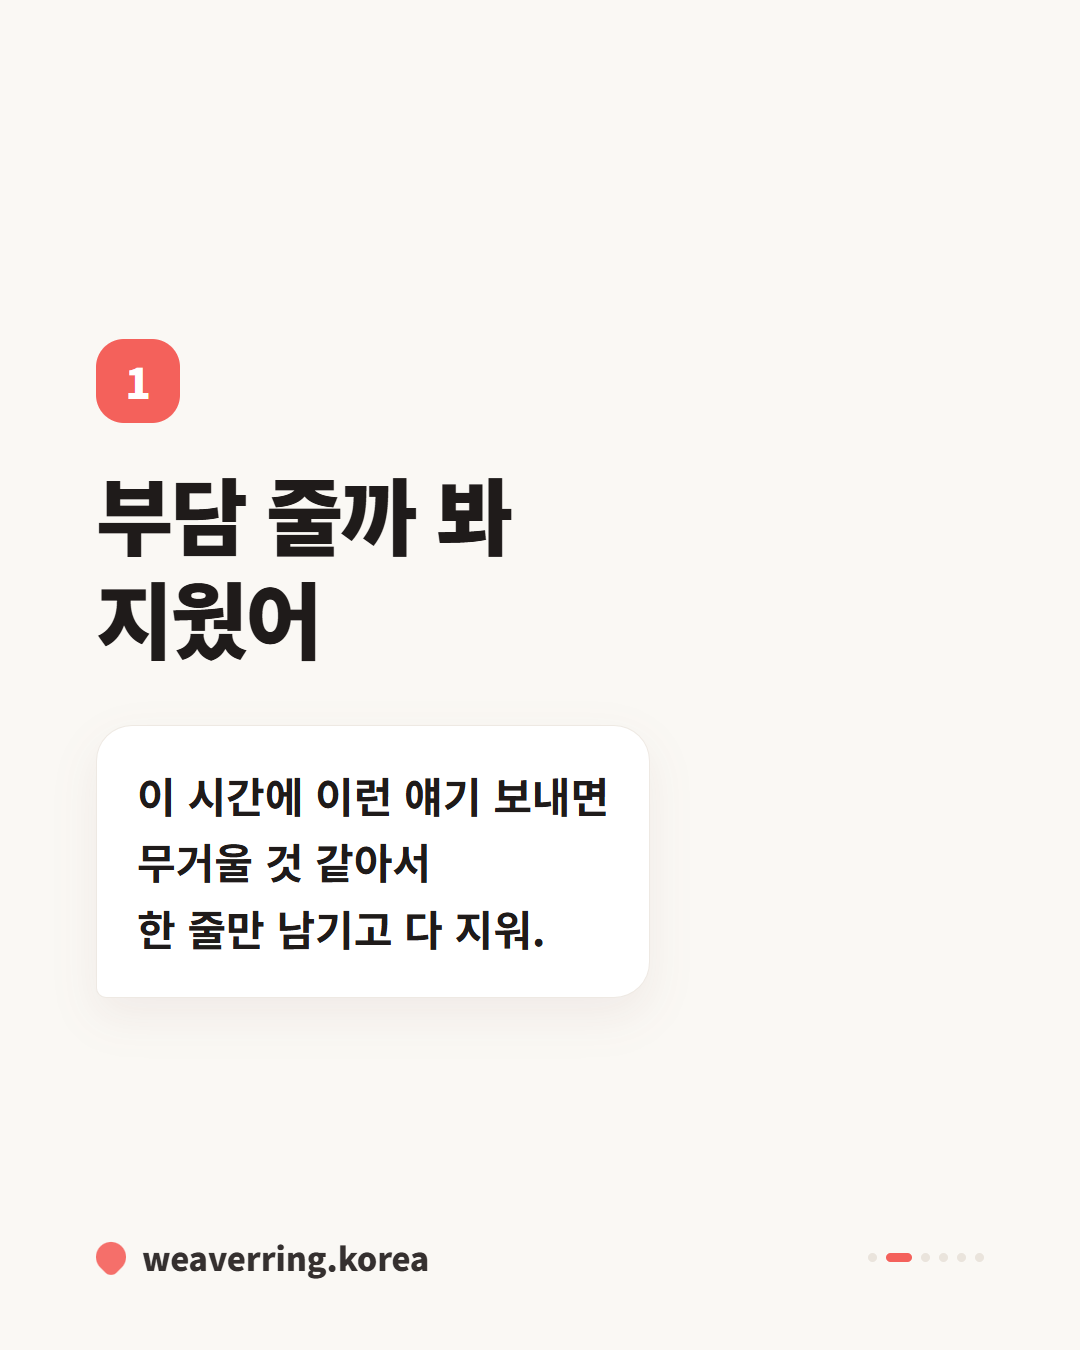 1
부담 줄까 봐
지웠어
이 시간에 이런 얘기 보내면
무거울 것 같아서
한 줄만 남기고 다 지워.
weaverring.korea